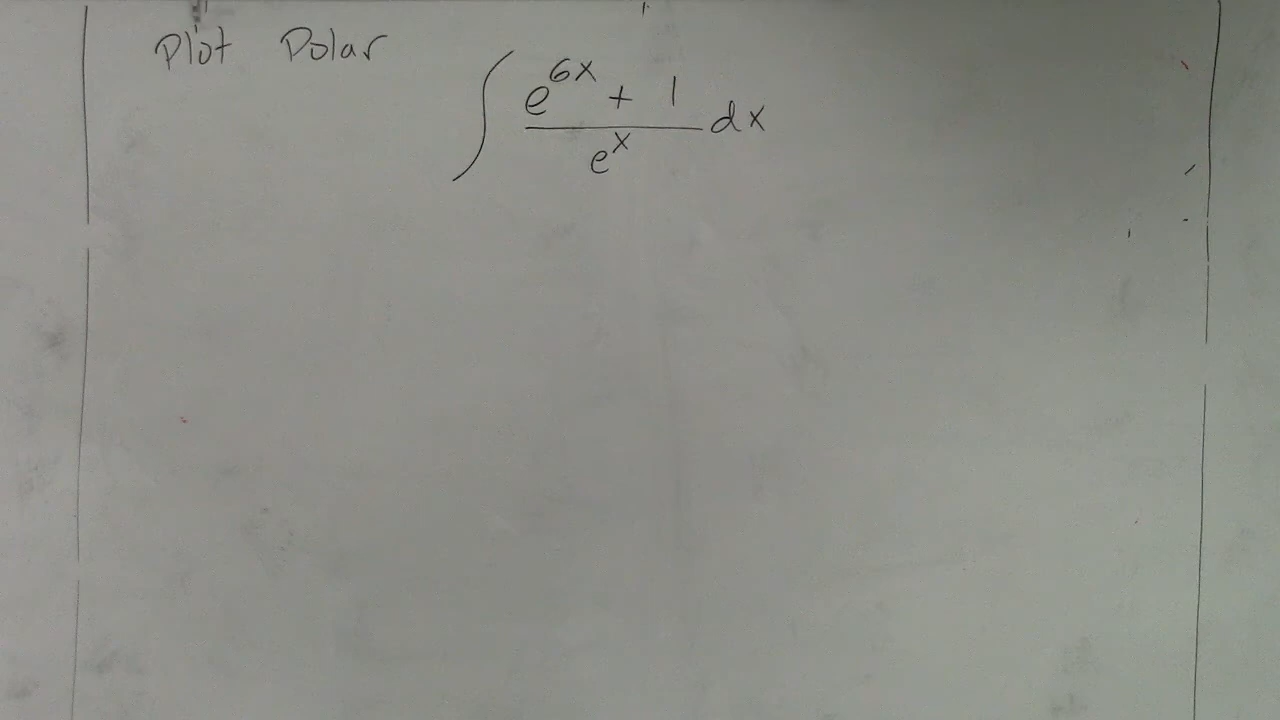 Plot Polar
∫ (e^{6x} + 1)/(e^x) dx